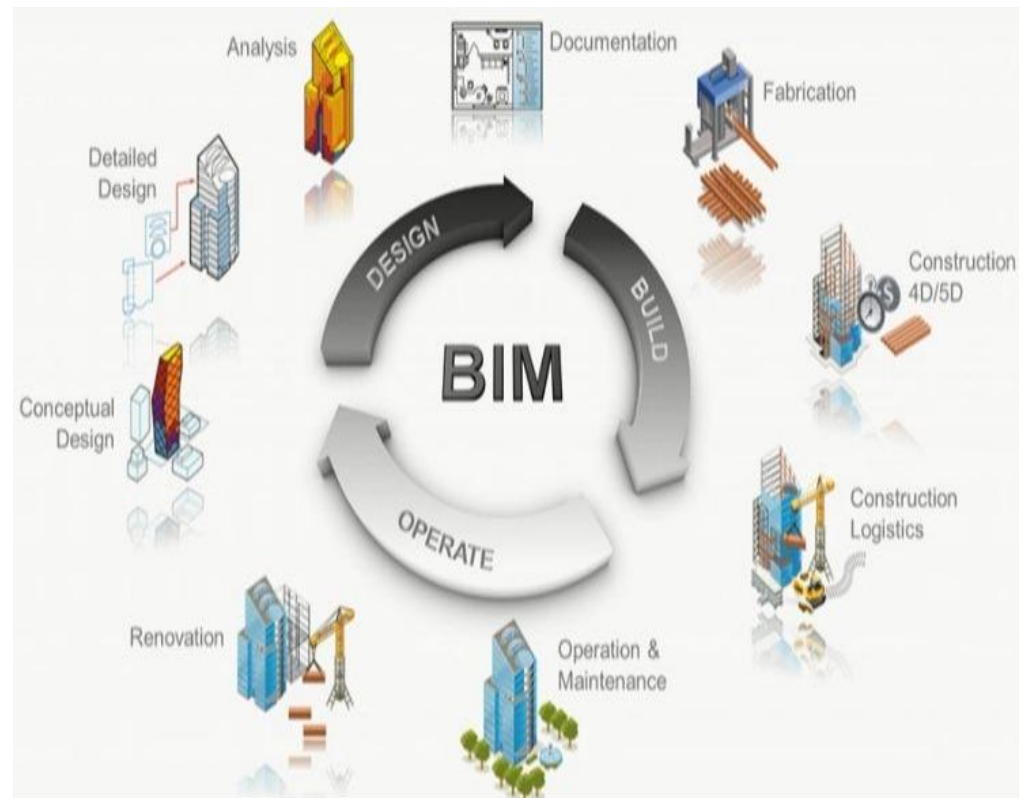 Analysis
Documentation
Fabrication
Detailed
Design
Construction
4D/5D
Conceptual
Design
Construction
Logistics
Renovation
Operation &
Maintenance
DESIGN
BUILD
OPERATE
BIM